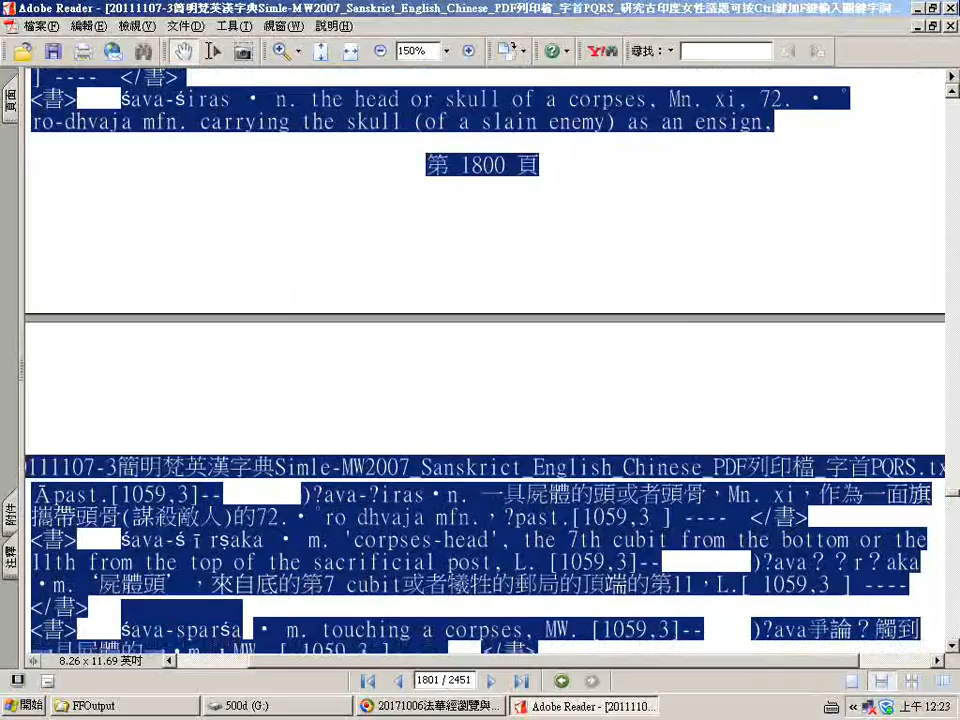 Adobe Reader - [20111107-3簡明梵英漢字典Simle-MW2007_Sanskrict_English_Chinese_PDF列印檔_字首PQRS_研究古印度女性議題可按Ctrl鍵加F鍵輸入關鍵字詞
檔案(F) 編輯(E) 檢視(V) 文件(D) 工具(T) 視窗(W) 說明(H)
150% 尋找:
頁面
] ---- </書>
<書> śava-śiras • n. the head or skull of a corpses, Mn. xi, 72. • °
ro-dhvaja mfn. carrying the skull (of a slain enemy) as an ensign,
第 1800 頁
0111107-3簡明梵英漢字典Simle-MW2007_Sanskrict_English_Chinese_PDF列印檔_字首PQRS.tx
Āpast.[1059,3]-- )?ava-?iras•n. 一具屍體的頭或者頭骨,Mn. xi,作為一面旗
攜帶頭骨(謀殺敵人)的72.•°ro dhvaja mfn.,?past.[1059,3 ] ---- </書>
<書> śava-śīrṣaka • m. 'corpses-head', the 7th cubit from the bottom or the
11th from the top of the sacrificial post, L. [1059,3]-- )?ava??r?aka
•m.‘屍體頭’,來自底的第7 cubit或者犧牲的郵局的頂端的第11,L.[ 1059,3 ] ----
</書>
<書> śava-sparśa • m. touching a corpses, MW. [1059,3]-- )?ava爭論?觸到
一具屍體的
附件
註釋
8.26 x 11.69 英吋
1801 / 2451
開始 FFOutput 500d (G:) 20171006法華經瀏覽與... Adobe Reader - [2011110... 上午 12:23